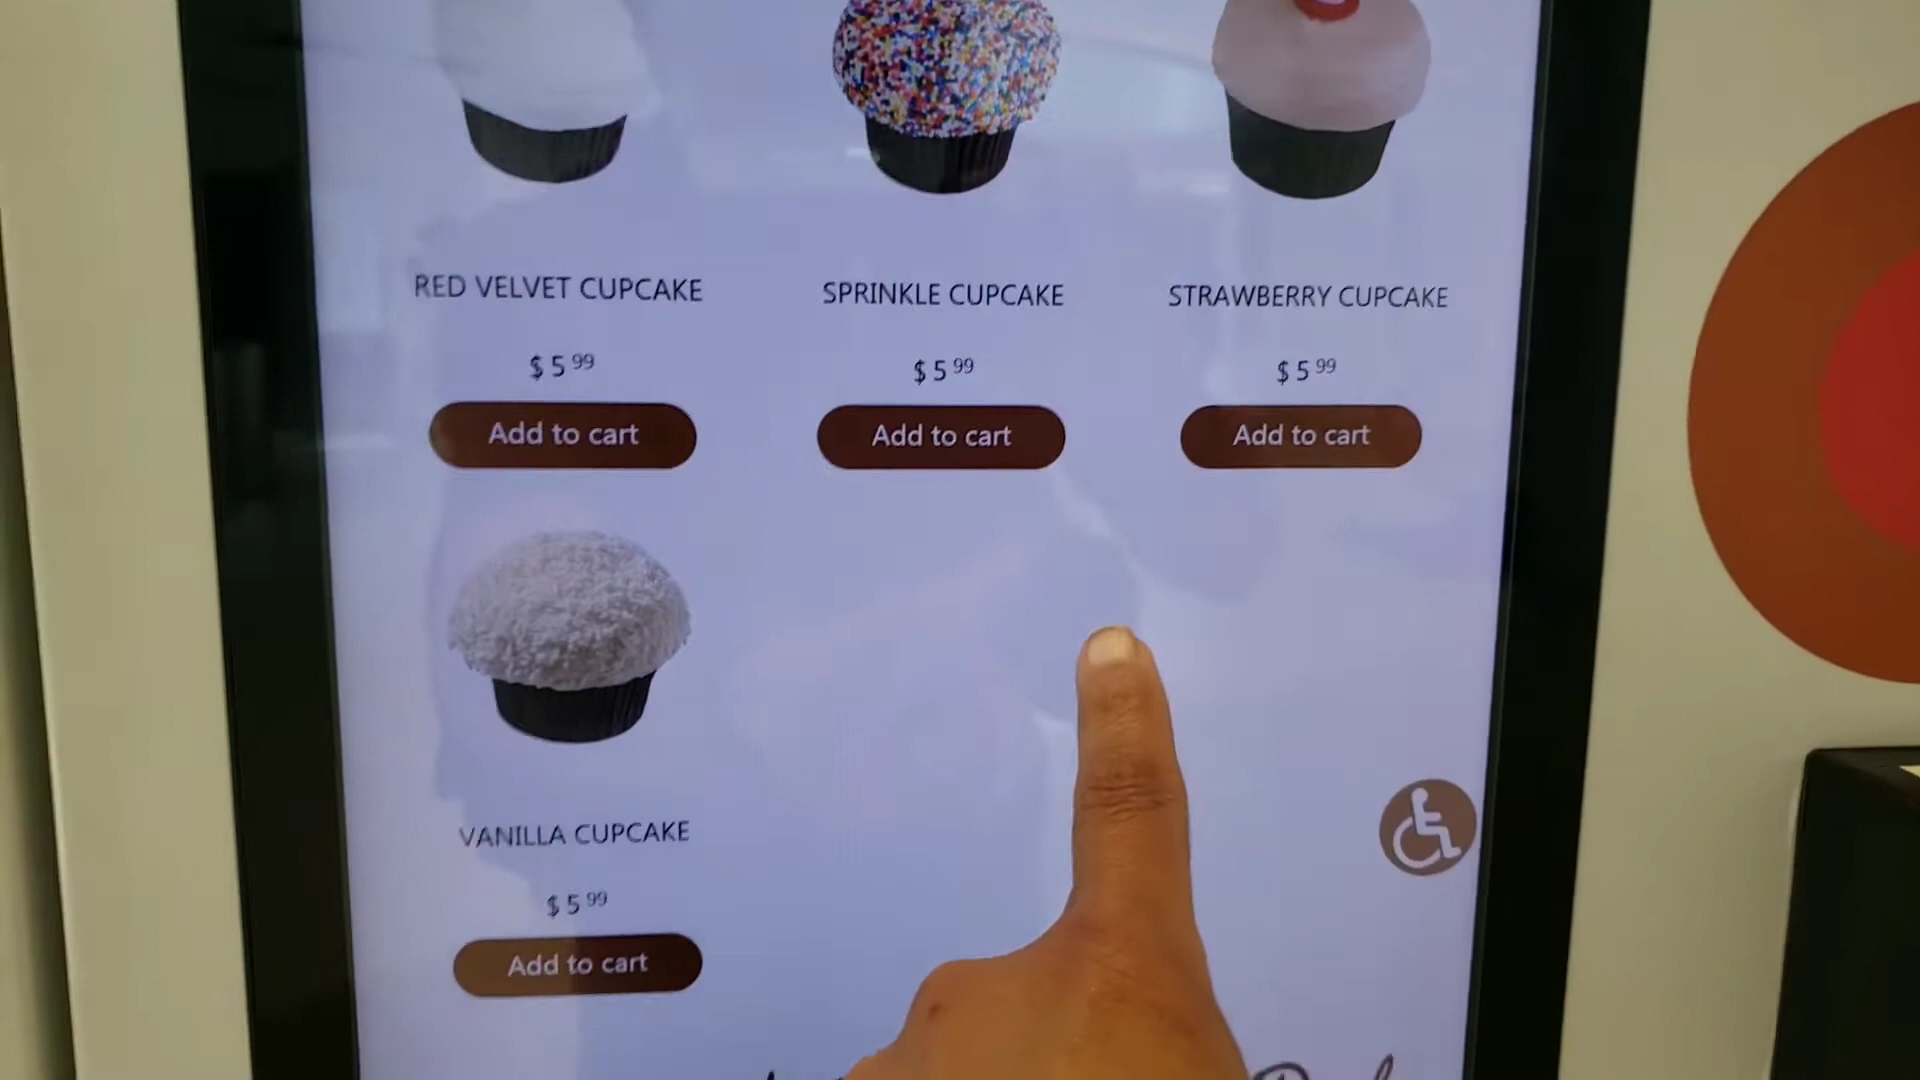 RED VELVET CUPCAKE
SPRINKLE CUPCAKE
STRAWBERRY CUPCAKE
$ 5 99
$ 5 99
$ 5 99
Add to cart
Add to cart
Add to cart
VANILLA CUPCAKE
$ 5 99
Add to cart